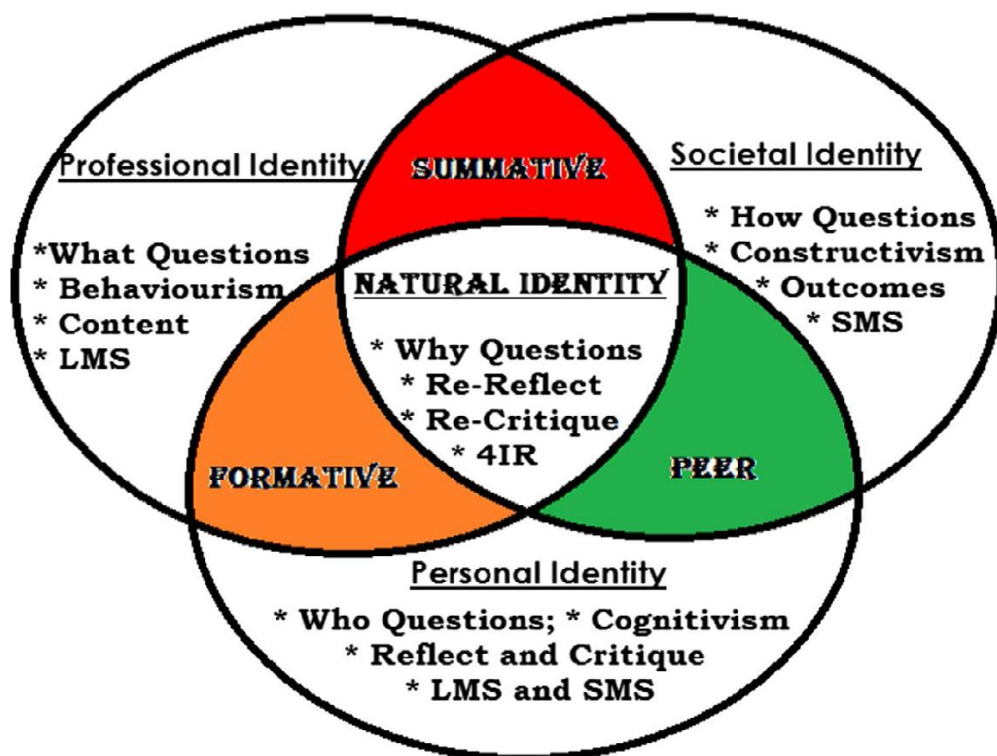 SUMMATIVE
Professional Identity
*What Questions
* Behaviourism
* Content
* LMS
Societal Identity
* How Questions
* Constructivism
* Outcomes
* SMS
NATURAL IDENTITY
* Why Questions
* Re-Reflect
* Re-Critique
* 4IR
FORMATIVE
PEER
Personal Identity
* Who Questions; * Cognitivism
* Reflect and Critique
* LMS and SMS